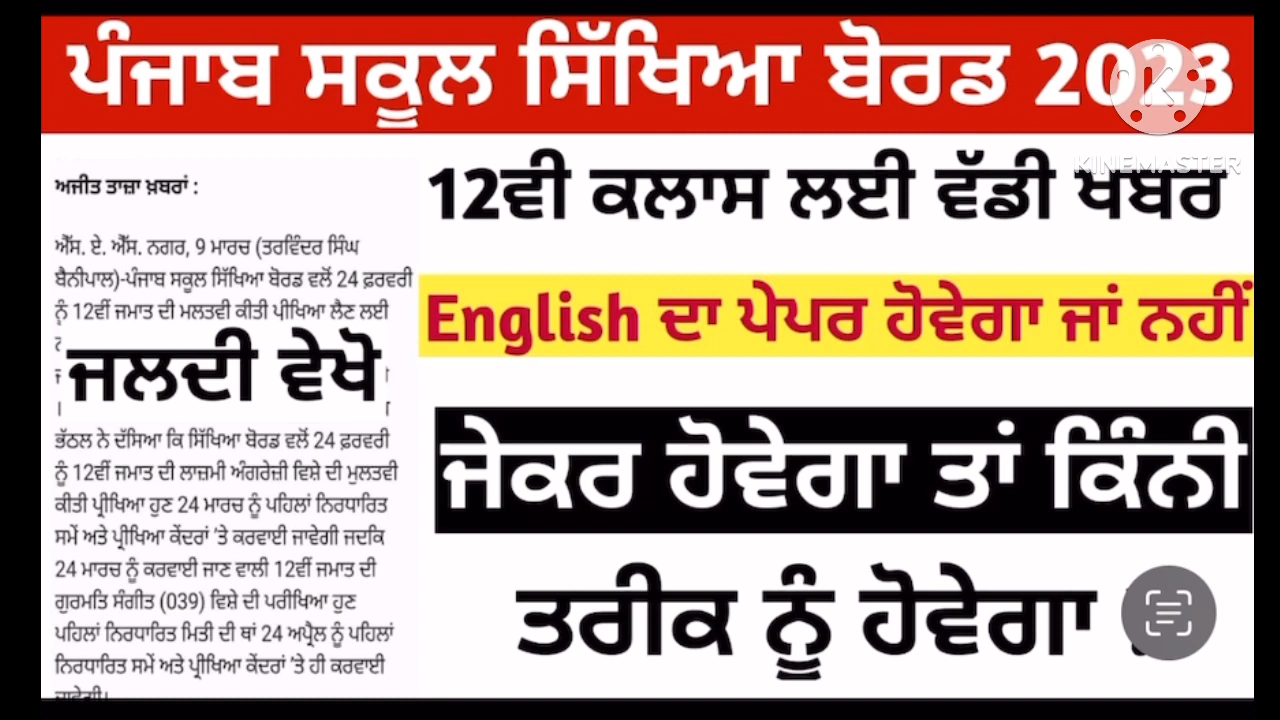 ਪੰਜਾਬ ਸਕੂਲ ਸਿੱਖਿਆ ਬੋਰਡ 2023
KINEMASTER
ਅਜੀਤ ਤਾਜ਼ਾ ਖ਼ਬਰਾਂ :
ਐੱਸ. ਏ. ਐੱਸ. ਨਗਰ, 9 ਮਾਰਚ (ਤਰਵਿੰਦਰ ਸਿੰਘ
ਬੈਨੀਪਾਲ)-ਪੰਜਾਬ ਸਕੂਲ ਸਿੱਖਿਆ ਬੋਰਡ ਵਲੋਂ 24 ਫ਼ਰਵਰੀ
ਨੂੰ 12ਵੀਂ ਜਮਾਤ ਦੀ ਮਲਤਵੀ ਕੀਤੀ ਪ੍ਰੀਖਿਆ ਲੈਣ ਲਈ
ਜਲਦੀ ਵੇਖੋ
ਭੱਠਲ ਨੇ ਦੱਸਿਆ ਕਿ ਸਿੱਖਿਆ ਬੋਰਡ ਵਲੋਂ 24 ਫ਼ਰਵਰੀ
ਨੂੰ 12ਵੀਂ ਜਮਾਤ ਦੀ ਲਾਜ਼ਮੀ ਅੰਗਰੇਜ਼ੀ ਵਿਸ਼ੇ ਦੀ ਮੁਲਤਵੀ
ਕੀਤੀ ਪ੍ਰੀਖਿਆ ਹੁਣ 24 ਮਾਰਚ ਨੂੰ ਪਹਿਲਾਂ ਨਿਰਧਾਰਿਤ
ਸਮੇਂ ਅਤੇ ਪ੍ਰੀਖਿਆ ਕੇਂਦਰਾਂ 'ਤੇ ਕਰਵਾਈ ਜਾਵੇਗੀ ਜਦਕਿ
24 ਮਾਰਚ ਨੂੰ ਕਰਵਾਈ ਜਾਣ ਵਾਲੀ 12ਵੀਂ ਜਮਾਤ ਦੀ
ਗੁਰਮਤਿ ਸੰਗੀਤ (039) ਵਿਸ਼ੇ ਦੀ ਪਰੀਖਿਆ ਹੁਣ
ਪਹਿਲਾਂ ਨਿਰਧਾਰਿਤ ਮਿਤੀ ਦੀ ਥਾਂ 24 ਅਪ੍ਰੈਲ ਨੂੰ ਪਹਿਲਾਂ
ਨਿਰਧਾਰਿਤ ਸਮੇਂ ਅਤੇ ਪ੍ਰੀਖਿਆ ਕੇਂਦਰਾਂ 'ਤੇ ਹੀ ਕਰਵਾਈ
ਜਾਵੇਗੀ।
12ਵੀ ਕਲਾਸ ਲਈ ਵੱਡੀ ਖਬਰ
English ਦਾ ਪੇਪਰ ਹੋਵੇਗਾ ਜਾਂ ਨਹੀਂ
ਜੇਕਰ ਹੋਵੇਗਾ ਤਾਂ ਕਿੰਨੀ
ਤਰੀਕ ਨੂੰ ਹੋਵੇਗਾ